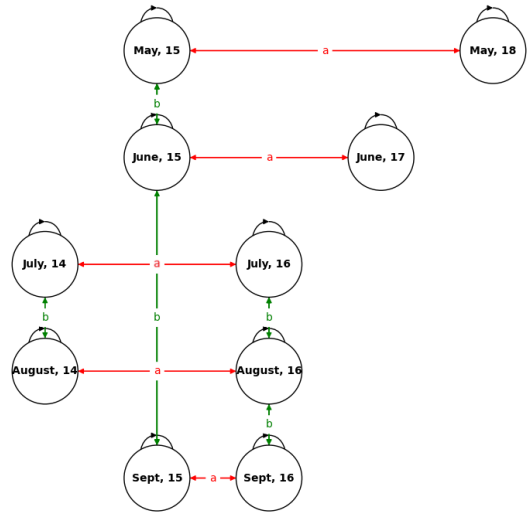 May, 15
a
May, 18
b
June, 15
a
June, 17
July, 14
a
July, 16
b
b
b
August, 14
a
August, 16
b
Sept, 15
a
Sept, 16